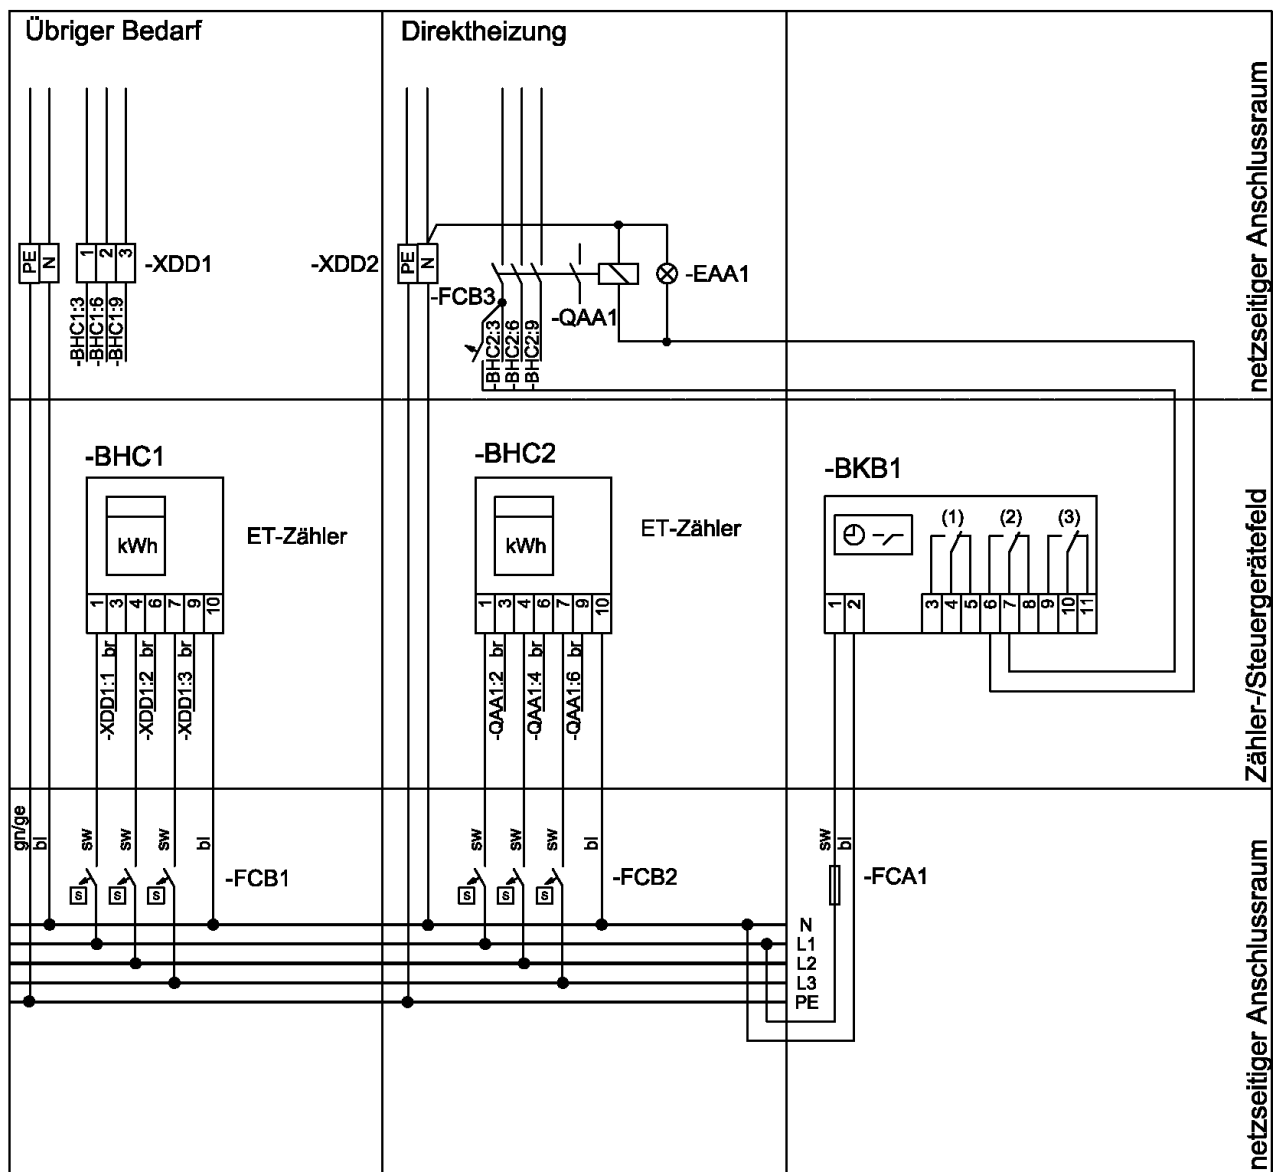 Übriger Bedarf
Direktheizung
netzseitiger Anschlussraum
PE
N
1
2
3
-XDD1
-BHC1:3
-BHC1:6
-BHC1:9
-XDD2
PE
N
-FCB3
-QAA1
-EAA1
-BHC2:3
-BHC2:6
-BHC2:9
Zähler-/Steuergerätefeld
-BHC1
kWh
ET-Zähler
1
3
4
6
7
9
10
-XDD1:1 br
-XDD1:2 br
-XDD1:3 br
-BHC2
kWh
ET-Zähler
1
3
4
6
7
9
10
-QAA1:2 br
-QAA1:4 br
-QAA1:6 br
-BKB1
(1)
(2)
(3)
1
2
3
4
5
6
7
8
9
10
11
netzseitiger Anschlussraum
gn/ge
bl
sw
sw
sw
bl
s
s
s
-FCB1
sw
sw
sw
bl
s
s
s
-FCB2
sw
bl
-FCA1
N
L1
L2
L3
PE